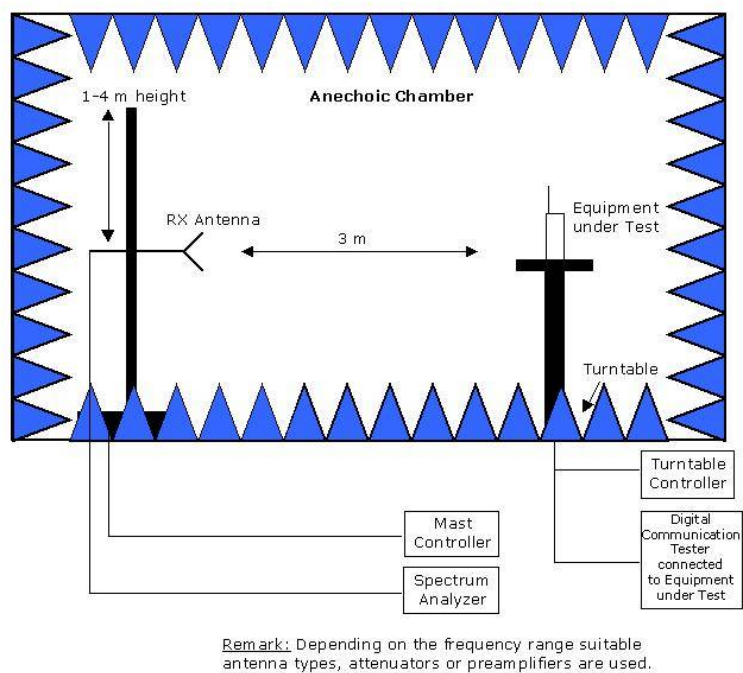 1-4 m height
Anechoic Chamber
RX Antenna
3 m
Equipment
under Test
Turntable
Turntable
Controller
Mast
Controller
Digital
Communication
Tester
connected
to Equipment
under Test
Spectrum
Analyzer
Remark: Depending on the frequency range suitable
antenna types, attenuators or preamplifiers are used.